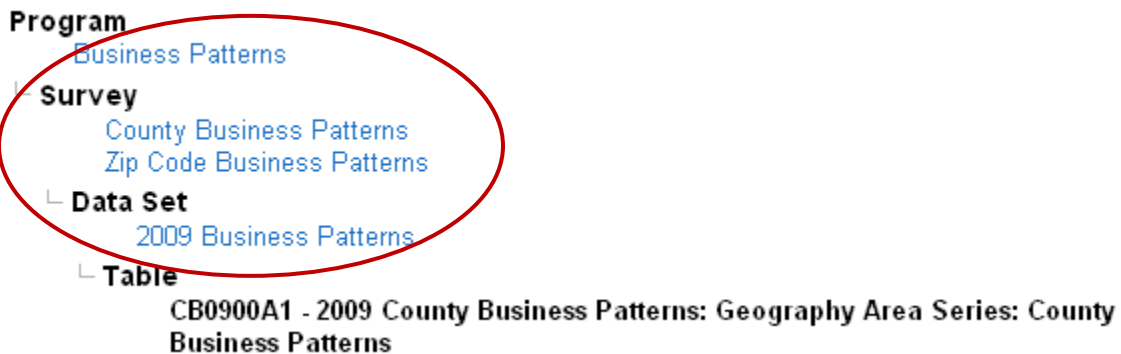 Program
Business Patterns
Survey
County Business Patterns
Zip Code Business Patterns
Data Set
2009 Business Patterns
Table
CB0900A1 - 2009 County Business Patterns: Geography Area Series: County
Business Patterns